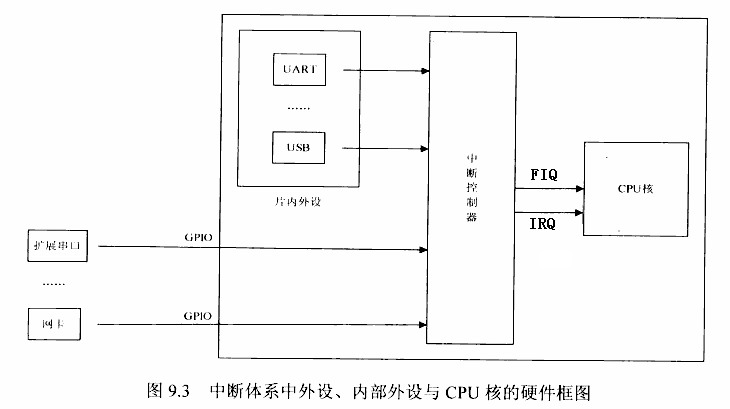 UART
……
USB
片内外设
中
断
控
制
器
FIQ
IRQ
CPU核
扩展串口
GPIO
……
网卡
GPIO
图 9.3 中断体系中外设、内部外设与 CPU 核的硬件框图